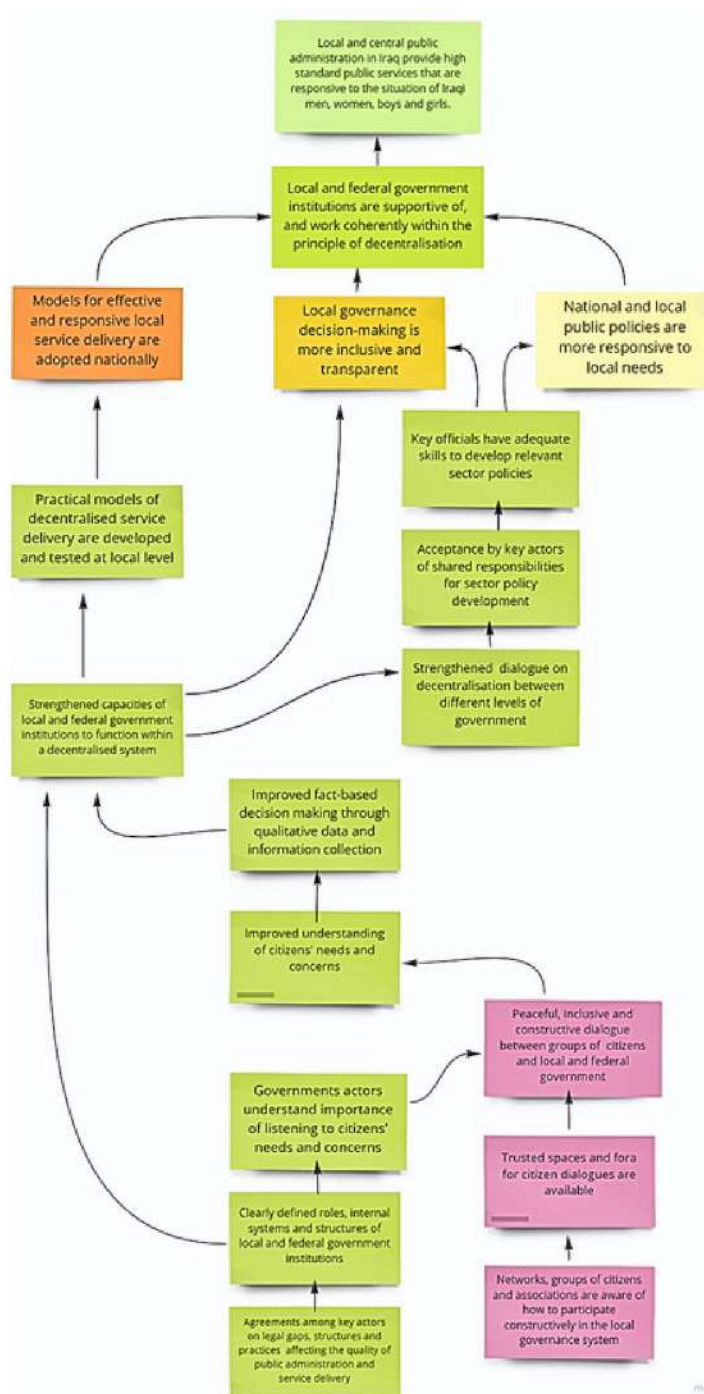 Local and central public
administration in Iraq provide high
standard public services that are
responsive to the situation of Iraqi
men, women, boys and girls.
Local and federal government
institutions are supportive of,
and work coherently within the
principle of decentralisation
Models for effective
and responsive local
service delivery are
adopted nationally
Local governance
decision-making is
more inclusive and
transparent
National and local
public policies are
more responsive to
local needs
Key officials have adequate
skills to develop relevant
sector policies
Practical models of
decentralised service
delivery are developed
and tested at local level
Acceptance by key actors
of shared responsibilities
for sector policy
development
Strengthened dialogue on
decentralisation between
different levels of
government
Strengthened capacities of
local and federal government
institutions to function within
a decentralised system
Improved fact-based
decision making through
qualitative data and
information collection
Improved understanding
of citizens' needs and
concerns
Peaceful, inclusive and
constructive dialogue
between groups of citizens
and local and federal
government
Governments actors
understand importance
of listening to citizens'
needs and concerns
Trusted spaces and fora
for citizen dialogues are
available
Clearly defined roles, internal
systems and structures of
local and federal government
institutions
Networks, groups of citizens
and associations are aware of
how to participate
constructively in the local
governance system
Agreements among key actors
on legal gaps, structures and
practices affecting the quality of
public administration and
service delivery